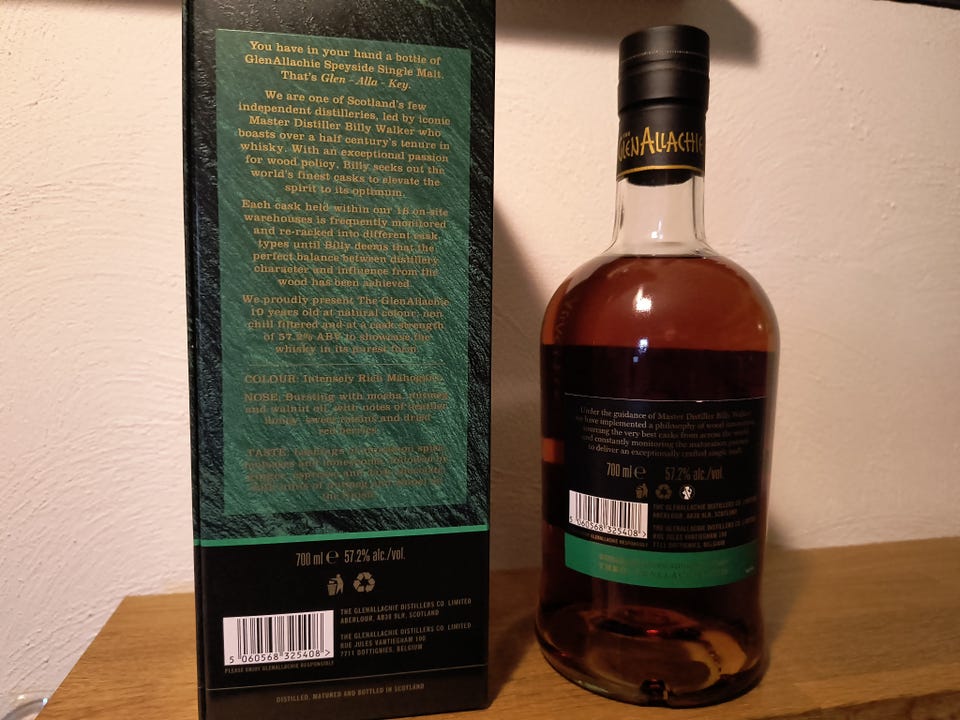 You have in your hand a bottle of
GlenAllachie Speyside Single Malt.
That's Glen - Alla - Key.
We are one of Scotland's few
independent distilleries, led by iconic
Master Distiller Billy Walker who
boasts over a half century's tenure in
whisky. With an exceptional passion
for wood policy, Billy seeks out the
world's finest casks to elevate the
spirit to its optimum.
Each cask held within our 16 on-site
warehouses is frequently monitored
and re-racked into different cask
types until Billy deems that the
perfect balance between distillery
character and influence from the
wood has been achieved.
We proudly present The GlenAllachie
10 years old at natural colour, non
chill filtered and at a cask strength
of 57.2% ABV to showcase the
whisky in its purest form.
COLOUR: Intensely Rich Mahogany.
NOSE: Bursting with mocha, nutmeg
and walnut oil, with notes of
honey, sweet raisins and dried
TASTE:
700 ml e 57.2% alc./vol.
THE GLENALLACHIE DISTILLERS CO. LIMITED
ABERLOUR, AB38 9LR, SCOTLAND
THE GLENALLACHIE DISTILLERS CO. LIMITED
RUE JULES VANTIEGHAM 100
7711 DOTTIGNIES, BELGIUM
5 060568 325408 >
PLEASE ENJOY GLENALLACHIE RESPONSIBLY
DISTILLED, MATURED AND BOTTLED IN SCOTLAND
THE
GLENALLACHIE
Under the guidance of Master Distiller Billy Walker
we have implemented a philosophy of wood
sourcing the very best casks from across the world
and constantly monitoring the maturation process
to deliver an exceptionally crafted single malt.
700 ml e 57.2% alc./vol.
THE GLENALLACHIE DISTILLERS CO.
ABERLOUR, AB38 9LR, SCOTLAND
THE GLENALLACHIE DISTILLERS CO.
RUE JULES VANTIEGHAM 100
7711 DOTTIGNIES, BELGIUM
5 060568 325408 >
GLENALLACHIE RESPONSIBLY